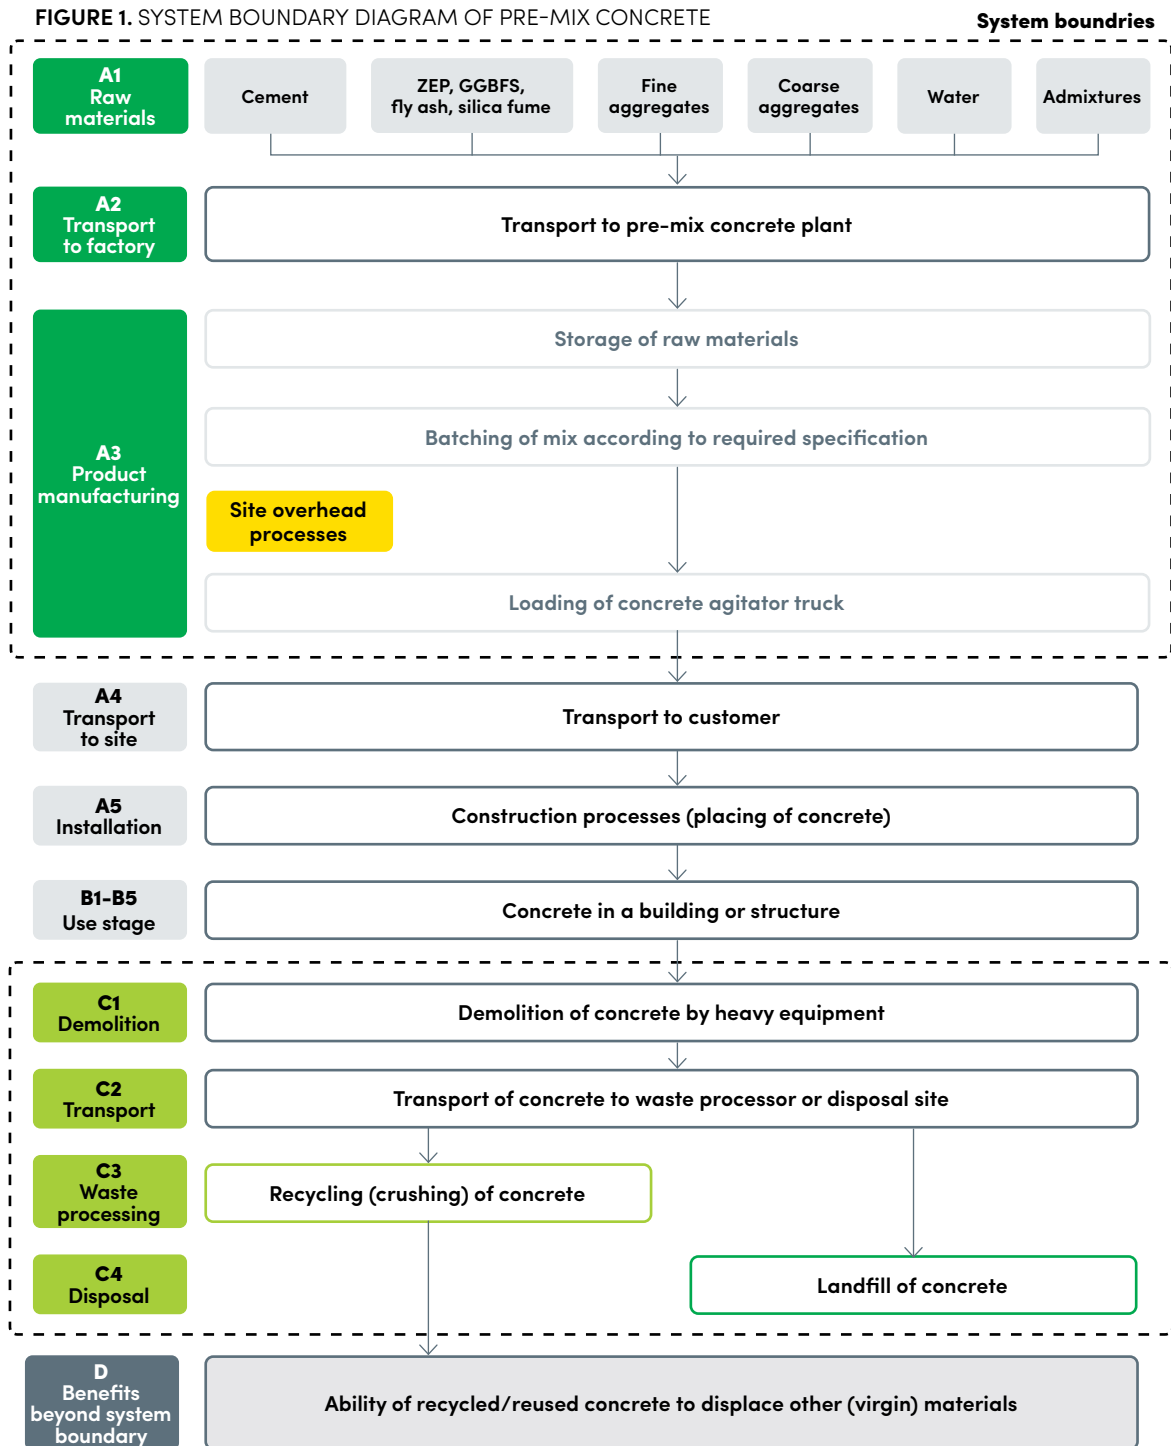 FIGURE 1. SYSTEM BOUNDARY DIAGRAM OF PRE-MIX CONCRETE
System boundries
A1
Raw
materials
Cement
ZEP, GGBFS,
fly ash, silica fume
Fine
aggregates
Coarse
aggregates
Water
Admixtures
A2
Transport
to factory
Transport to pre-mix concrete plant
A3
Product
manufacturing
Storage of raw materials
Batching of mix according to required specification
Site overhead
processes
Loading of concrete agitator truck
A4
Transport
to site
Transport to customer
A5
Installation
Construction processes (placing of concrete)
B1-B5
Use stage
Concrete in a building or structure
C1
Demolition
Demolition of concrete by heavy equipment
C2
Transport
Transport of concrete to waste processor or disposal site
C3
Waste
processing
Recycling (crushing) of concrete
C4
Disposal
Landfill of concrete
D
Benefits
beyond system
boundary
Ability of recycled/reused concrete to displace other (virgin) materials